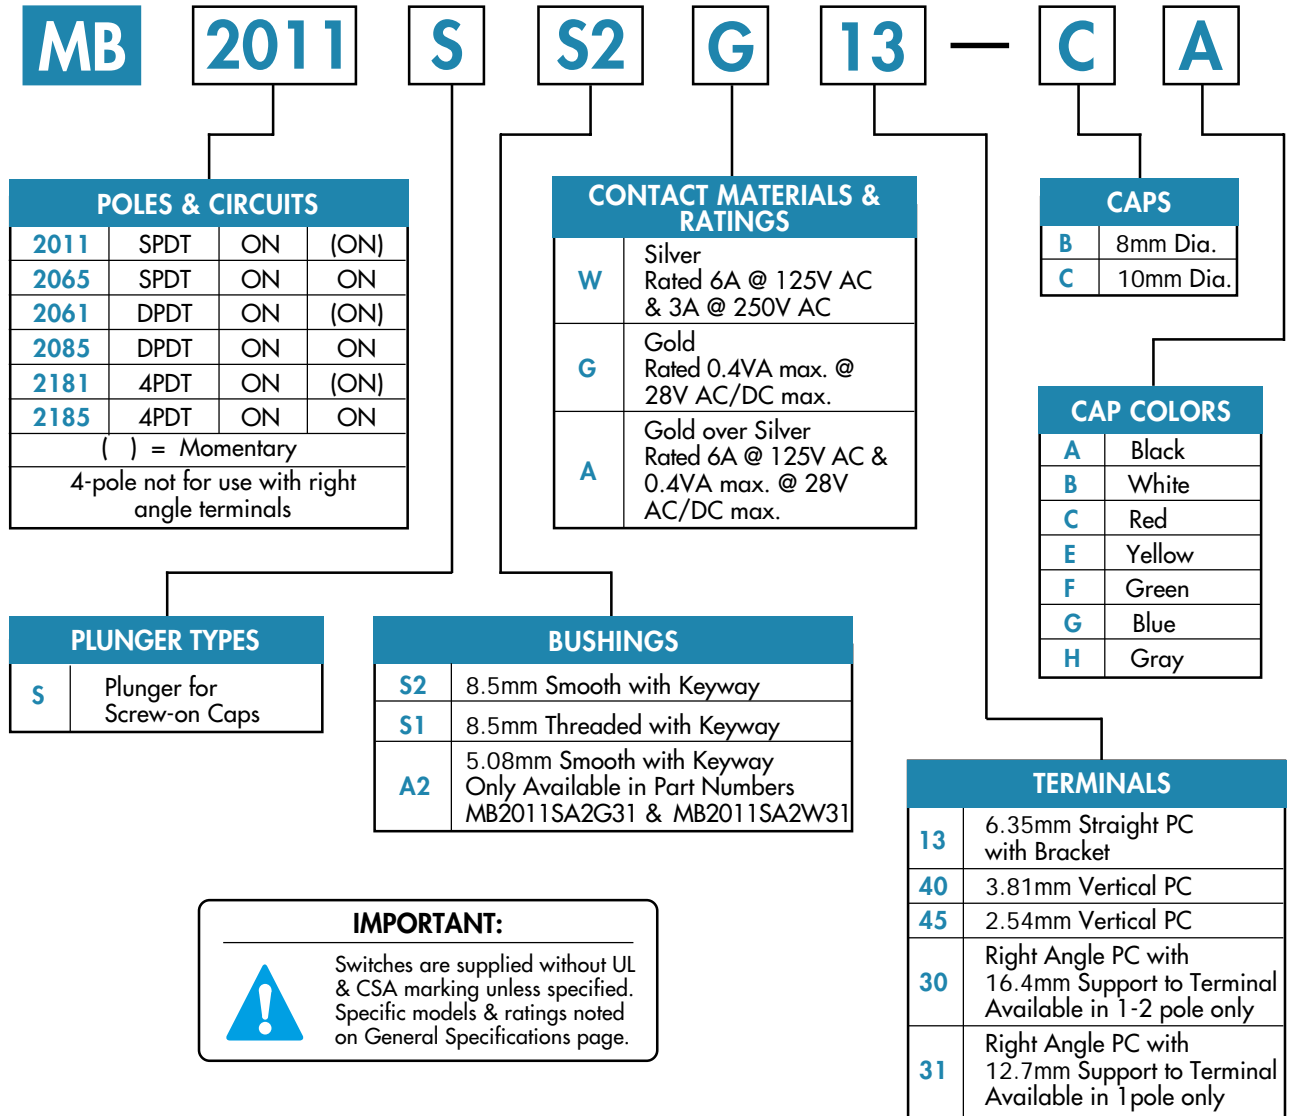 MB 2011 S S2 G 13 — C A
POLES & CIRCUITS
2011 SPDT ON (ON)
2065 SPDT ON ON
2061 DPDT ON (ON)
2085 DPDT ON ON
2181 4PDT ON (ON)
2185 4PDT ON ON
( ) = Momentary
4-pole not for use with right
angle terminals
CONTACT MATERIALS &
RATINGS
W
Silver
Rated 6A @ 125V AC
& 3A @ 250V AC
G
Gold
Rated 0.4VA max. @
28V AC/DC max.
A
Gold over Silver
Rated 6A @ 125V AC &
0.4VA max. @ 28V
AC/DC max.
CAPS
B 8mm Dia.
C 10mm Dia.
CAP COLORS
A Black
B White
C Red
E Yellow
F Green
G Blue
H Gray
PLUNGER TYPES
S
Plunger for
Screw-on Caps
BUSHINGS
S2 8.5mm Smooth with Keyway
S1 8.5mm Threaded with Keyway
A2
5.08mm Smooth with Keyway
Only Available in Part Numbers
MB2011SA2G31 & MB2011SA2W31
TERMINALS
13
6.35mm Straight PC
with Bracket
40 3.81mm Vertical PC
45 2.54mm Vertical PC
30
Right Angle PC with
16.4mm Support to Terminal
Available in 1-2 pole only
31
Right Angle PC with
12.7mm Support to Terminal
Available in 1pole only
IMPORTANT:
Switches are supplied without UL
& CSA marking unless specified.
Specific models & ratings noted
on General Specifications page.